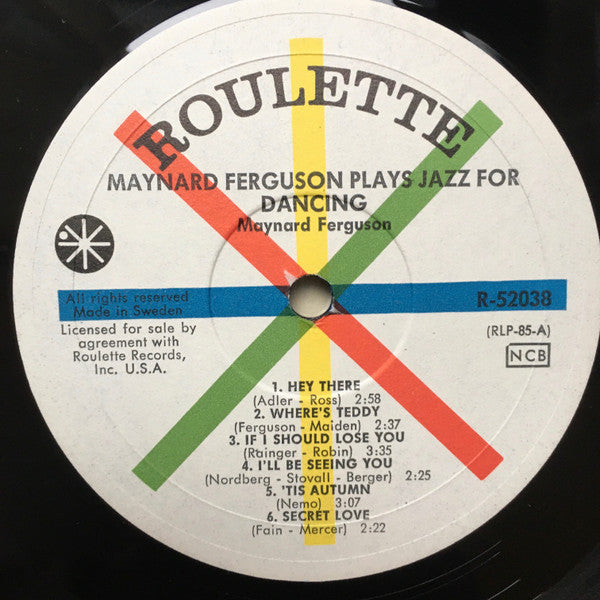 ROULETTE
MAYNARD FERGUSON PLAYS JAZZ FOR
DANCING
Maynard Ferguson
All rights reserved
Made in Sweden
R-52038
Licensed for sale by
agreement with
Roulette Records,
Inc. U.S.A.
(RLP-85-A)
NCB
1. HEY THERE
(Adler - Ross) 2:58
2. WHERE'S TEDDY
(Ferguson - Maiden) 2:37
3. IF I SHOULD LOSE YOU
(Rainger - Robin) 3:35
4. I'LL BE SEEING YOU
(Nordberg - Stovall - Berger) 2:25
5. 'TIS AUTUMN
(Nemo) 3:07
6. SECRET LOVE
(Fain - Mercer) 2:22